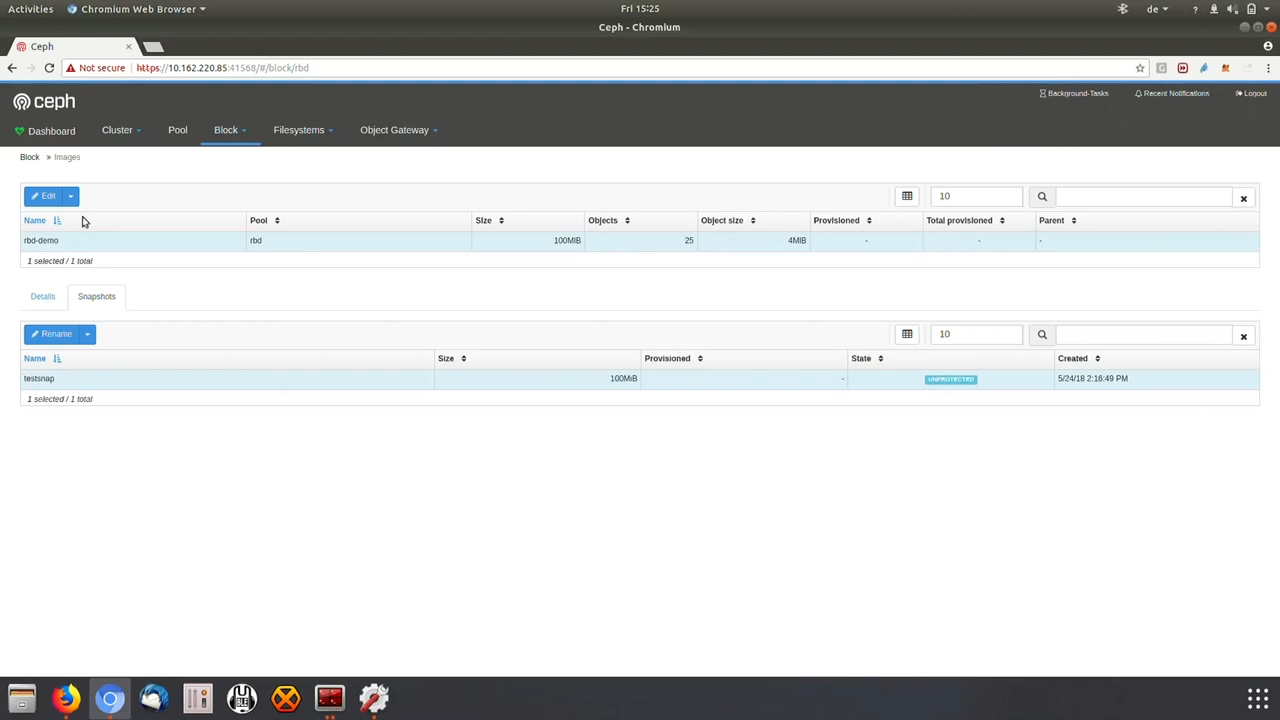 Activities Chromium Web Browser Fri 15:25 de ?
Ceph - Chromium
Ceph
Not secure https://10.162.220.85:41568/#/block/rbd
ceph Background-Tasks Recent Notifications Logout
Dashboard Cluster Pool Block Filesystems Object Gateway
Block » Images
Edit 10
Name Pool Size Objects Object size Provisioned Total provisioned Parent
rbd-demo rbd 100MiB 25 4MiB - - -
1 selected / 1 total
Details Snapshots
Rename 10
Name Size Provisioned State Created
testsnap 100MiB - UNPROTECTED 5/24/18 2:16:49 PM
1 selected / 1 total